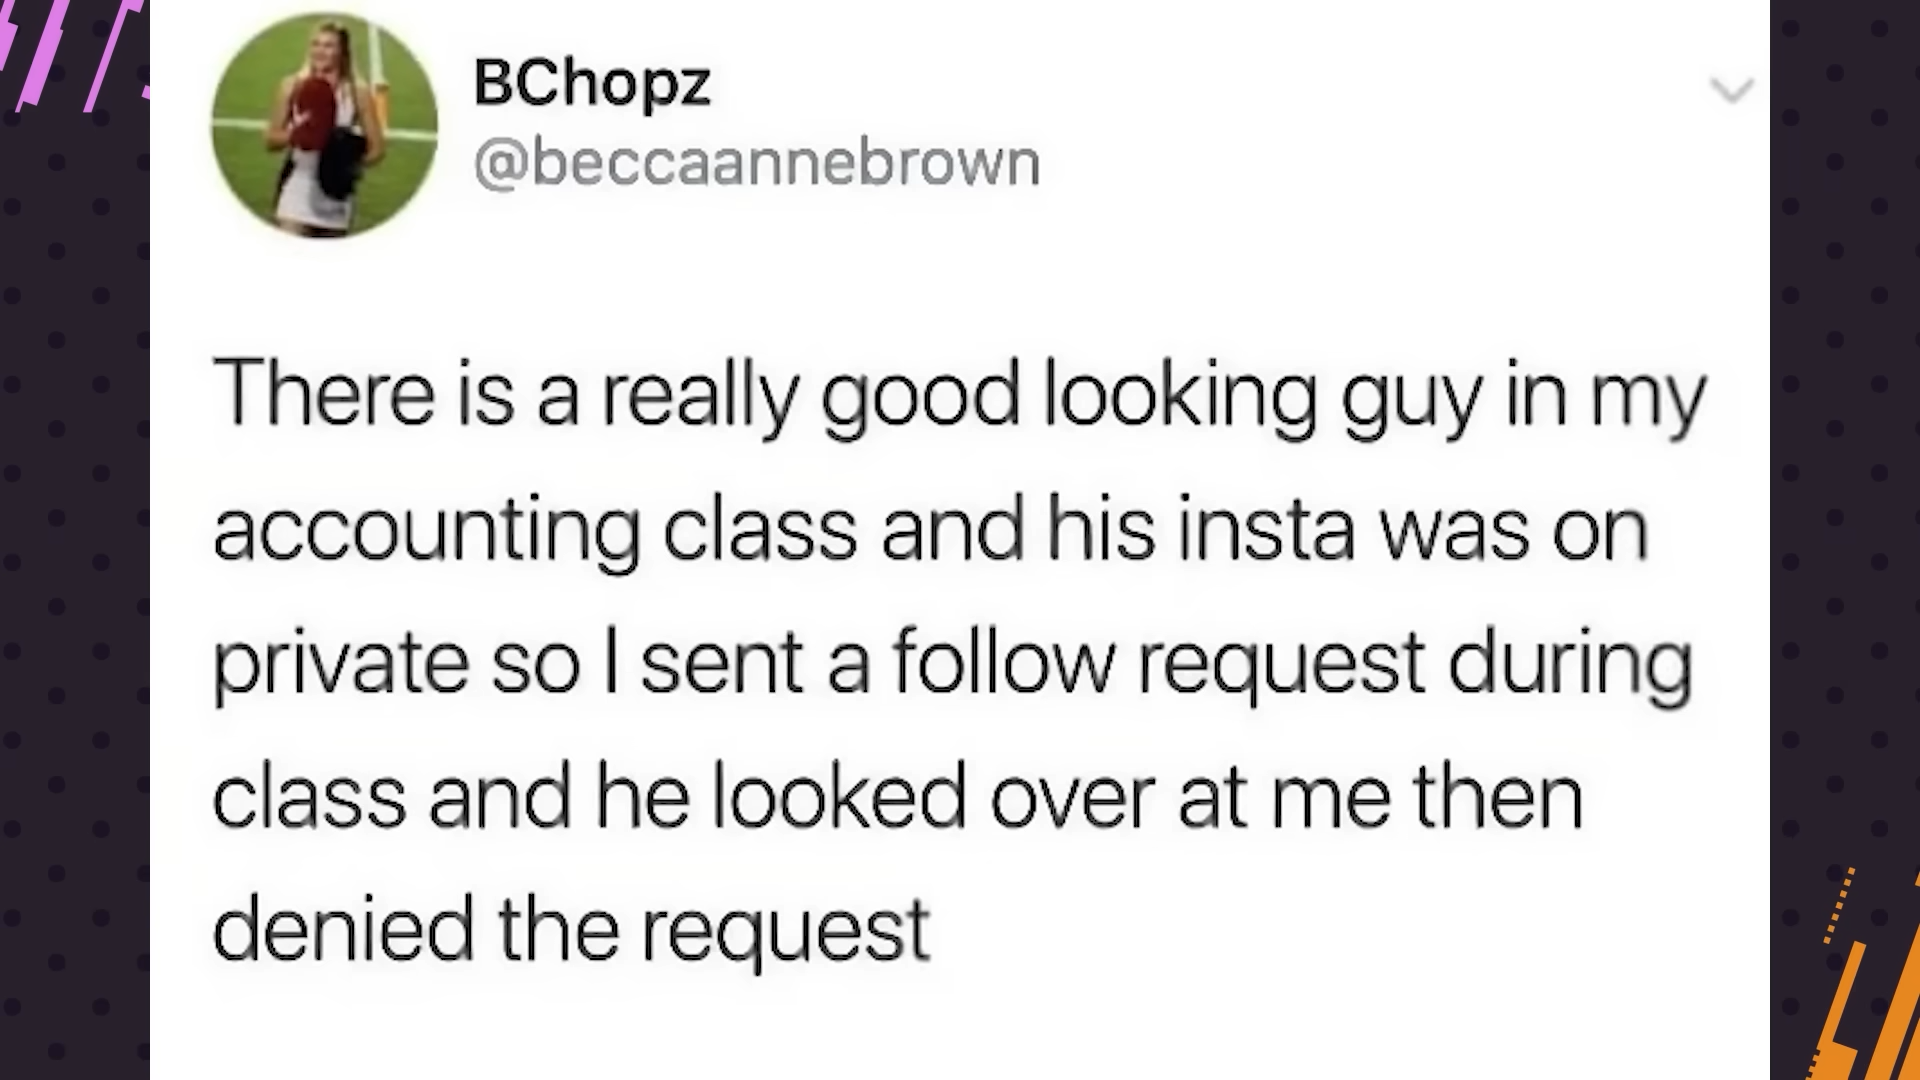 BChopz
@beccaannebrown
There is a really good looking guy in my
accounting class and his insta was on
private so I sent a follow request during
class and he looked over at me then
denied the request